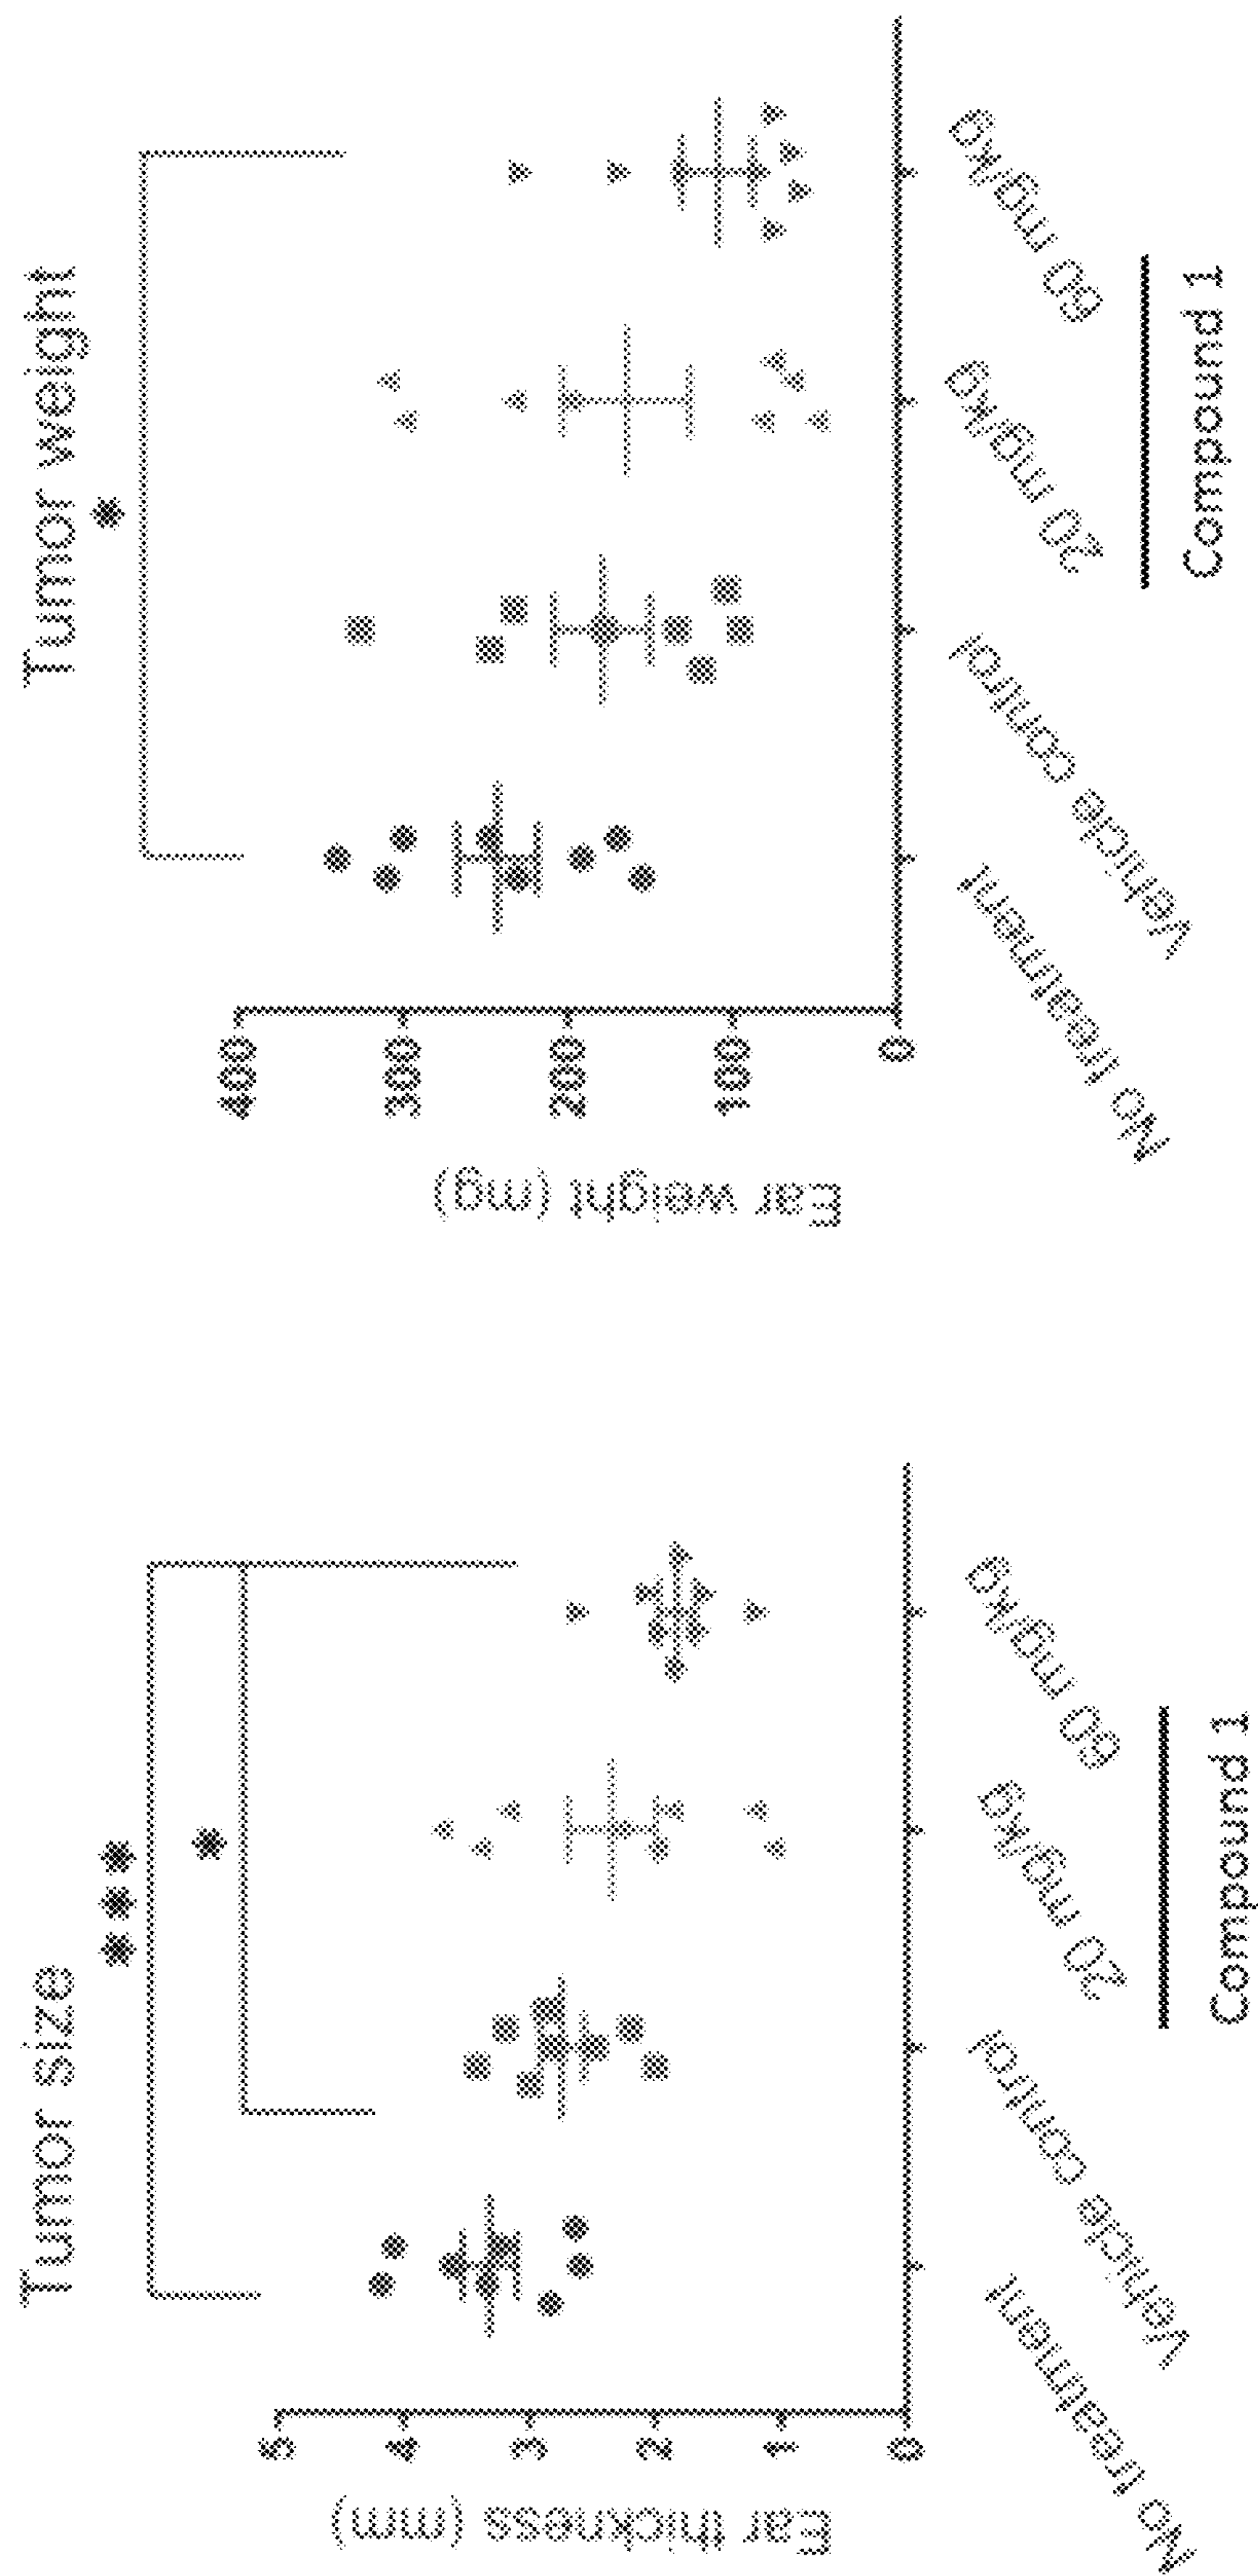 Tumor size
***
*
Ear thickness (mm)
5
4
3
2
1
0
No treatment
Vehicle control
20 mg/kg
60 mg/kg
Compound 1
Tumor weight
*
Ear weight (mg)
400
300
200
100
0
No treatment
Vehicle control
20 mg/kg
60 mg/kg
Compound 1